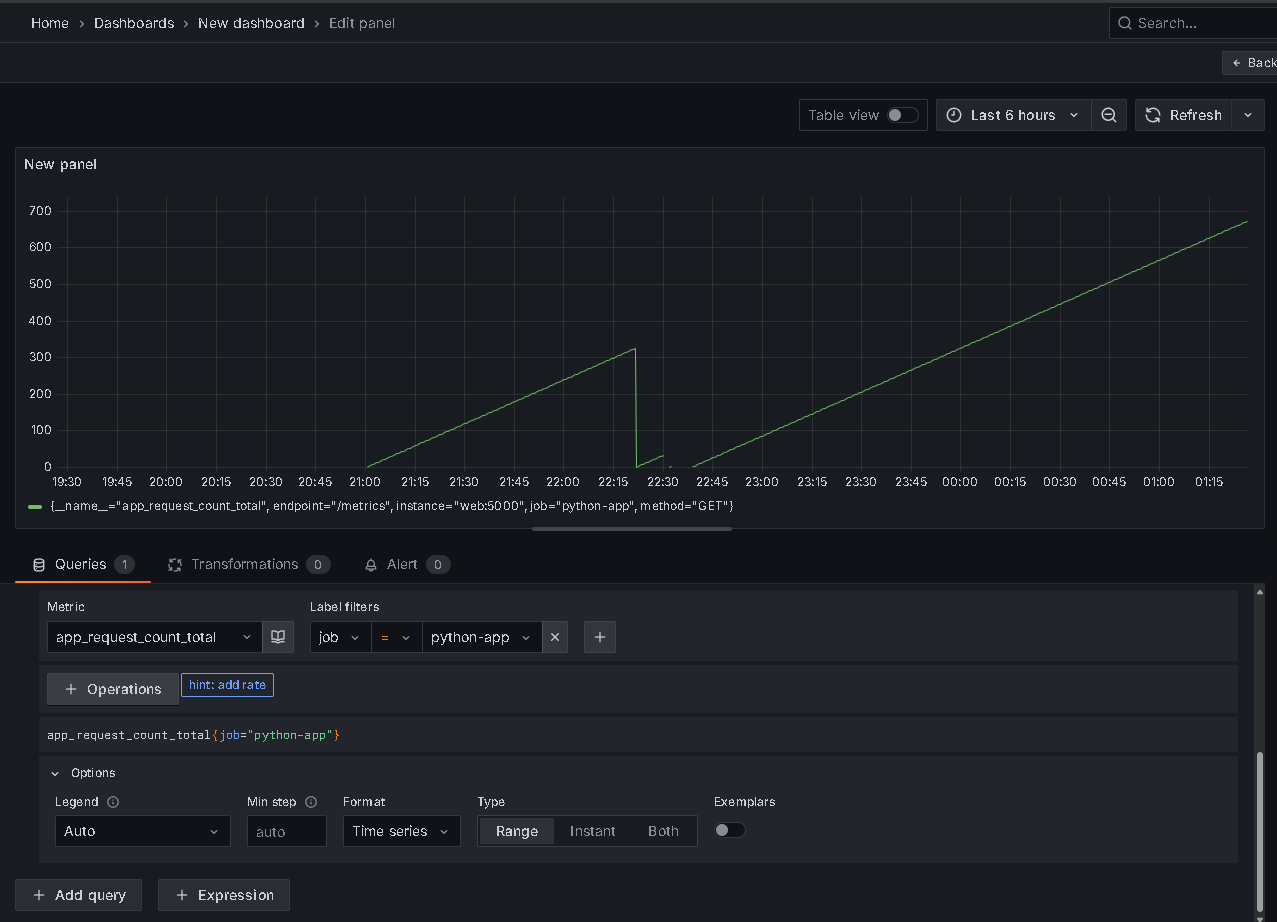 Home > Dashboards > New dashboard > Edit panel
Search...
← Back
Table view
Last 6 hours
Refresh
New panel
700
600
500
400
300
200
100
0
19:30 19:45 20:00 20:15 20:30 20:45 21:00 21:15 21:30 21:45 22:00 22:15 22:30 22:45 23:00 23:15 23:30 23:45 00:00 00:15 00:30 00:45 01:00 01:15
{__name__="app_request_count_total", endpoint="/metrics", instance="web:5000", job="python-app", method="GET"}
Queries 1
Transformations 0
Alert 0
Metric
Label filters
app_request_count_total
job = python-app
+ Operations
hint: add rate
app_request_count_total{job="python-app"}
Options
Legend
Min step
Format
Type
Exemplars
Auto
auto
Time series
Range Instant Both
+ Add query
+ Expression